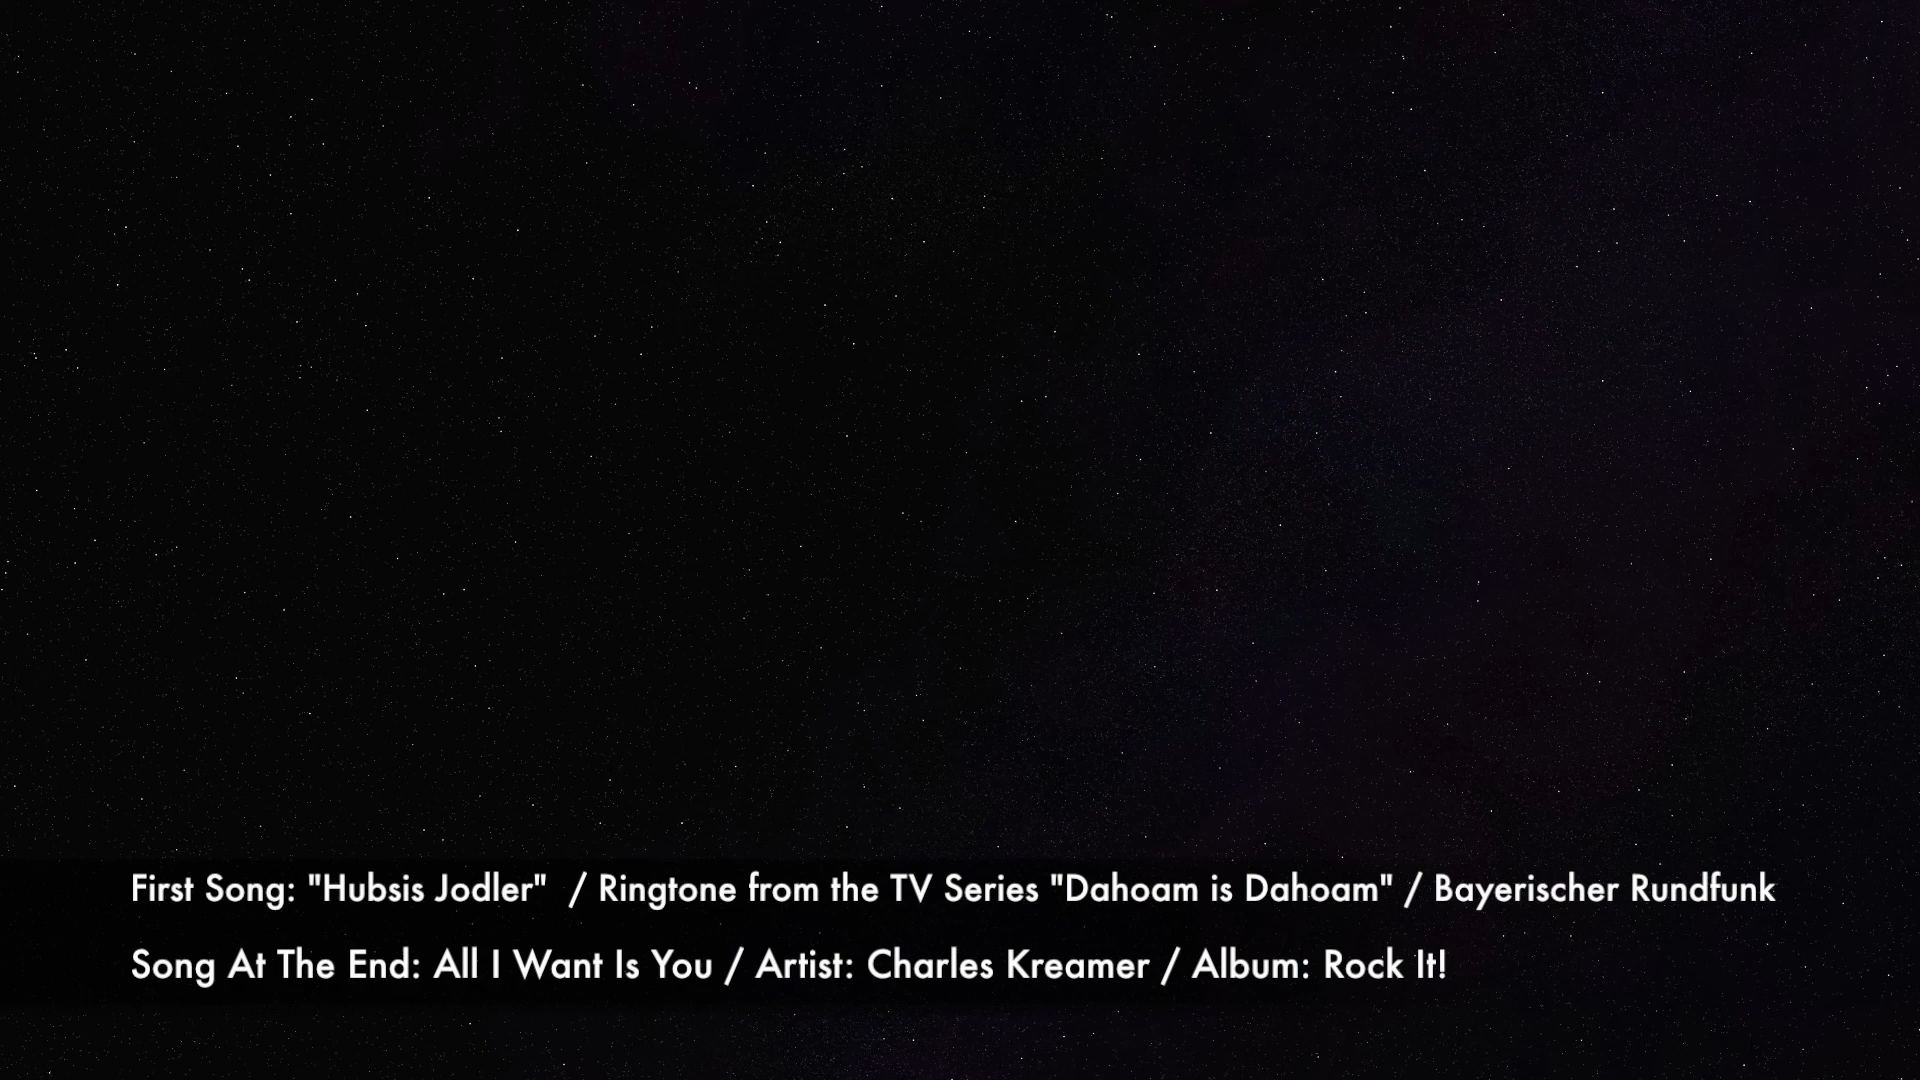 First Song: "Hubsis Jodler"  / Ringtone from the TV Series "Dahoam is Dahoam" / Bayerischer Rundfunk
Song At The End: All I Want Is You / Artist: Charles Kreamer / Album: Rock It!